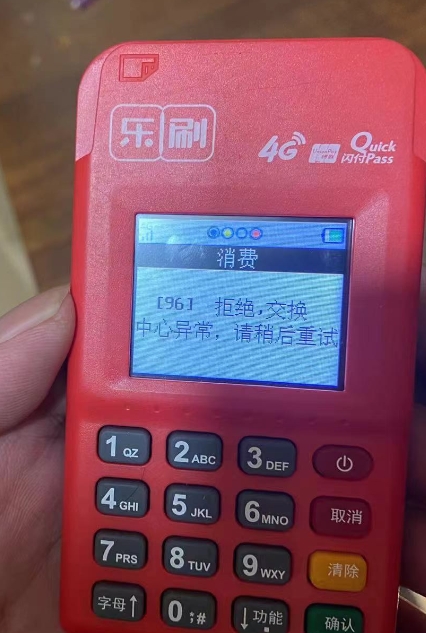 乐刷
4G
Quick
闪付Pass
消费
[96] 拒绝,交换
中心异常，请稍后重试
1 QZ
2 ABC
3 DEF
4 GHI
5 JKL
6 MNO
取消
7 PRS
8 TUV
9 WXY
清除
字母↑
0 ;#
↓功能
确认